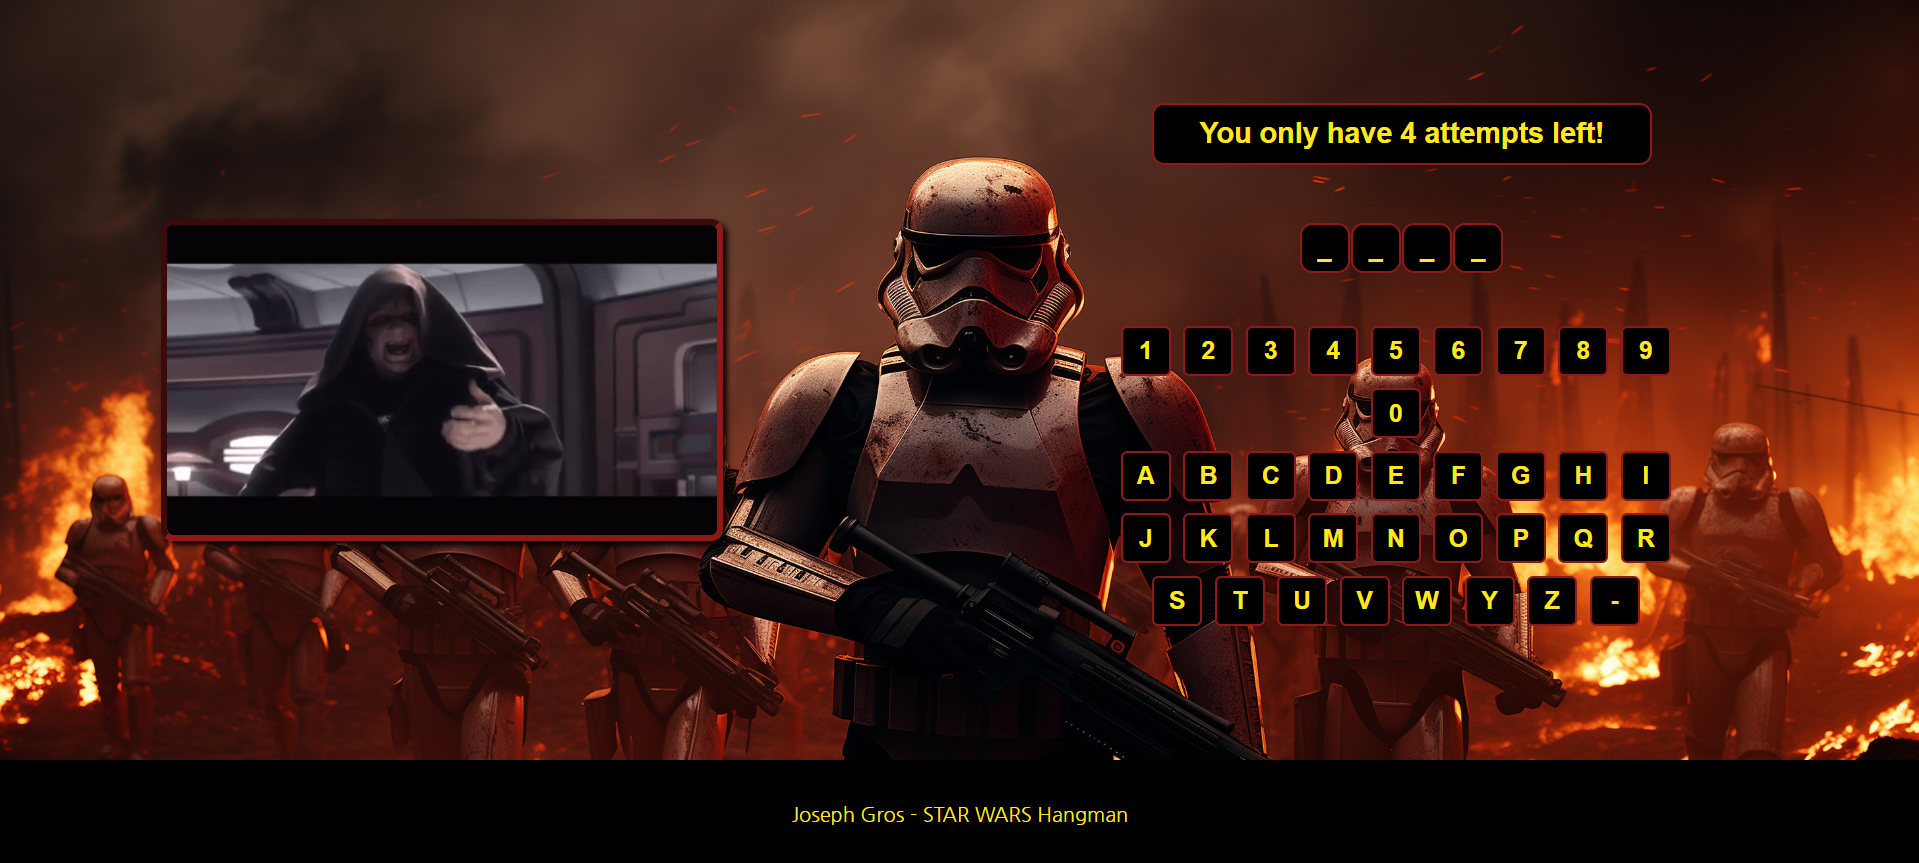 You only have 4 attempts left!
_ _ _ _
1 2 3 4 5 6 7 8 9
0
A B C D E F G H I
J K L M N O P Q R
S T U V W Y Z -
Joseph Gros - STAR WARS Hangman